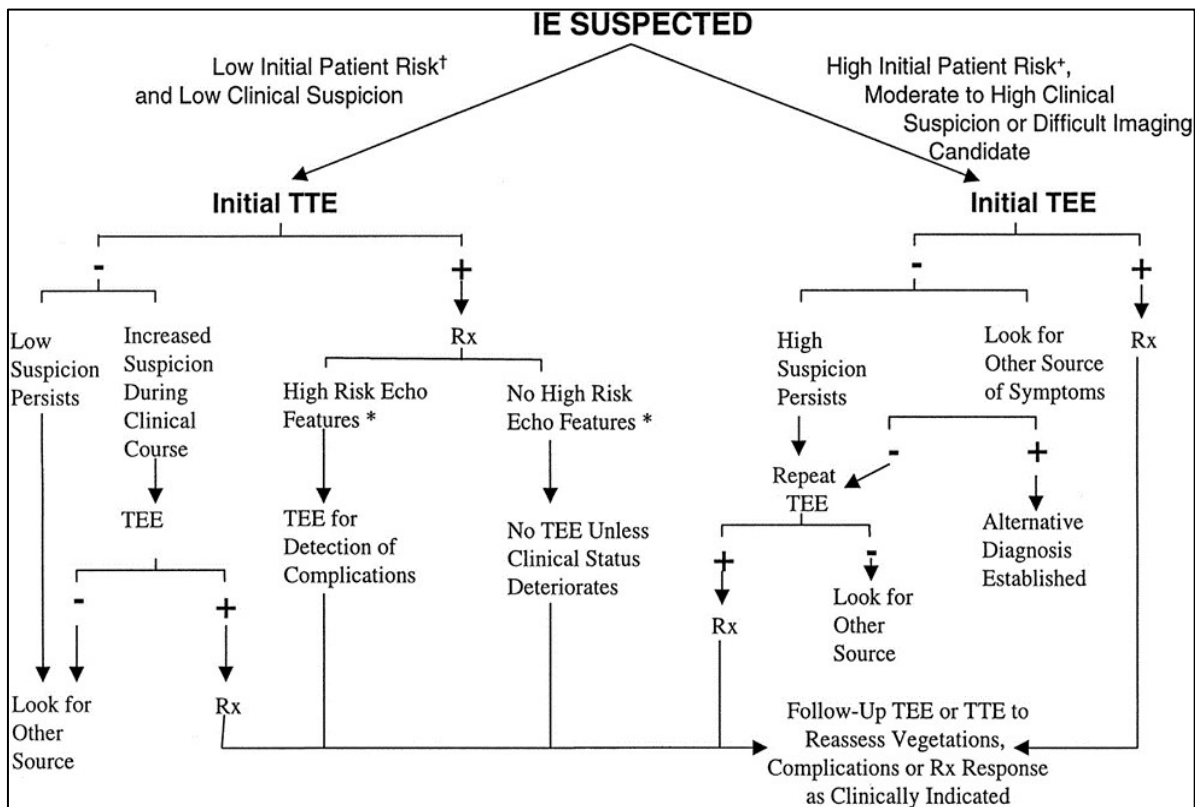 IE SUSPECTED
Low Initial Patient Risk†
and Low Clinical Suspicion
High Initial Patient Risk+,
Moderate to High Clinical
Suspicion or Difficult Imaging
Candidate
Initial TTE
Initial TEE
-
+
-
+
Low
Suspicion
Persists
Increased
Suspicion
During
Clinical
Course
Rx
High
Suspicion
Persists
Look for
Other Source
of Symptoms
Rx
High Risk Echo
Features *
No High Risk
Echo Features *
-
+
TEE
TEE for
Detection of
Complications
No TEE Unless
Clinical Status
Deteriorates
Repeat
TEE
Alternative
Diagnosis
Established
-
+
+
-
Rx
Look for
Other
Source
Look for
Other
Source
Rx
Follow-Up TEE or TTE to
Reassess Vegetations,
Complications or Rx Response
as Clinically Indicated